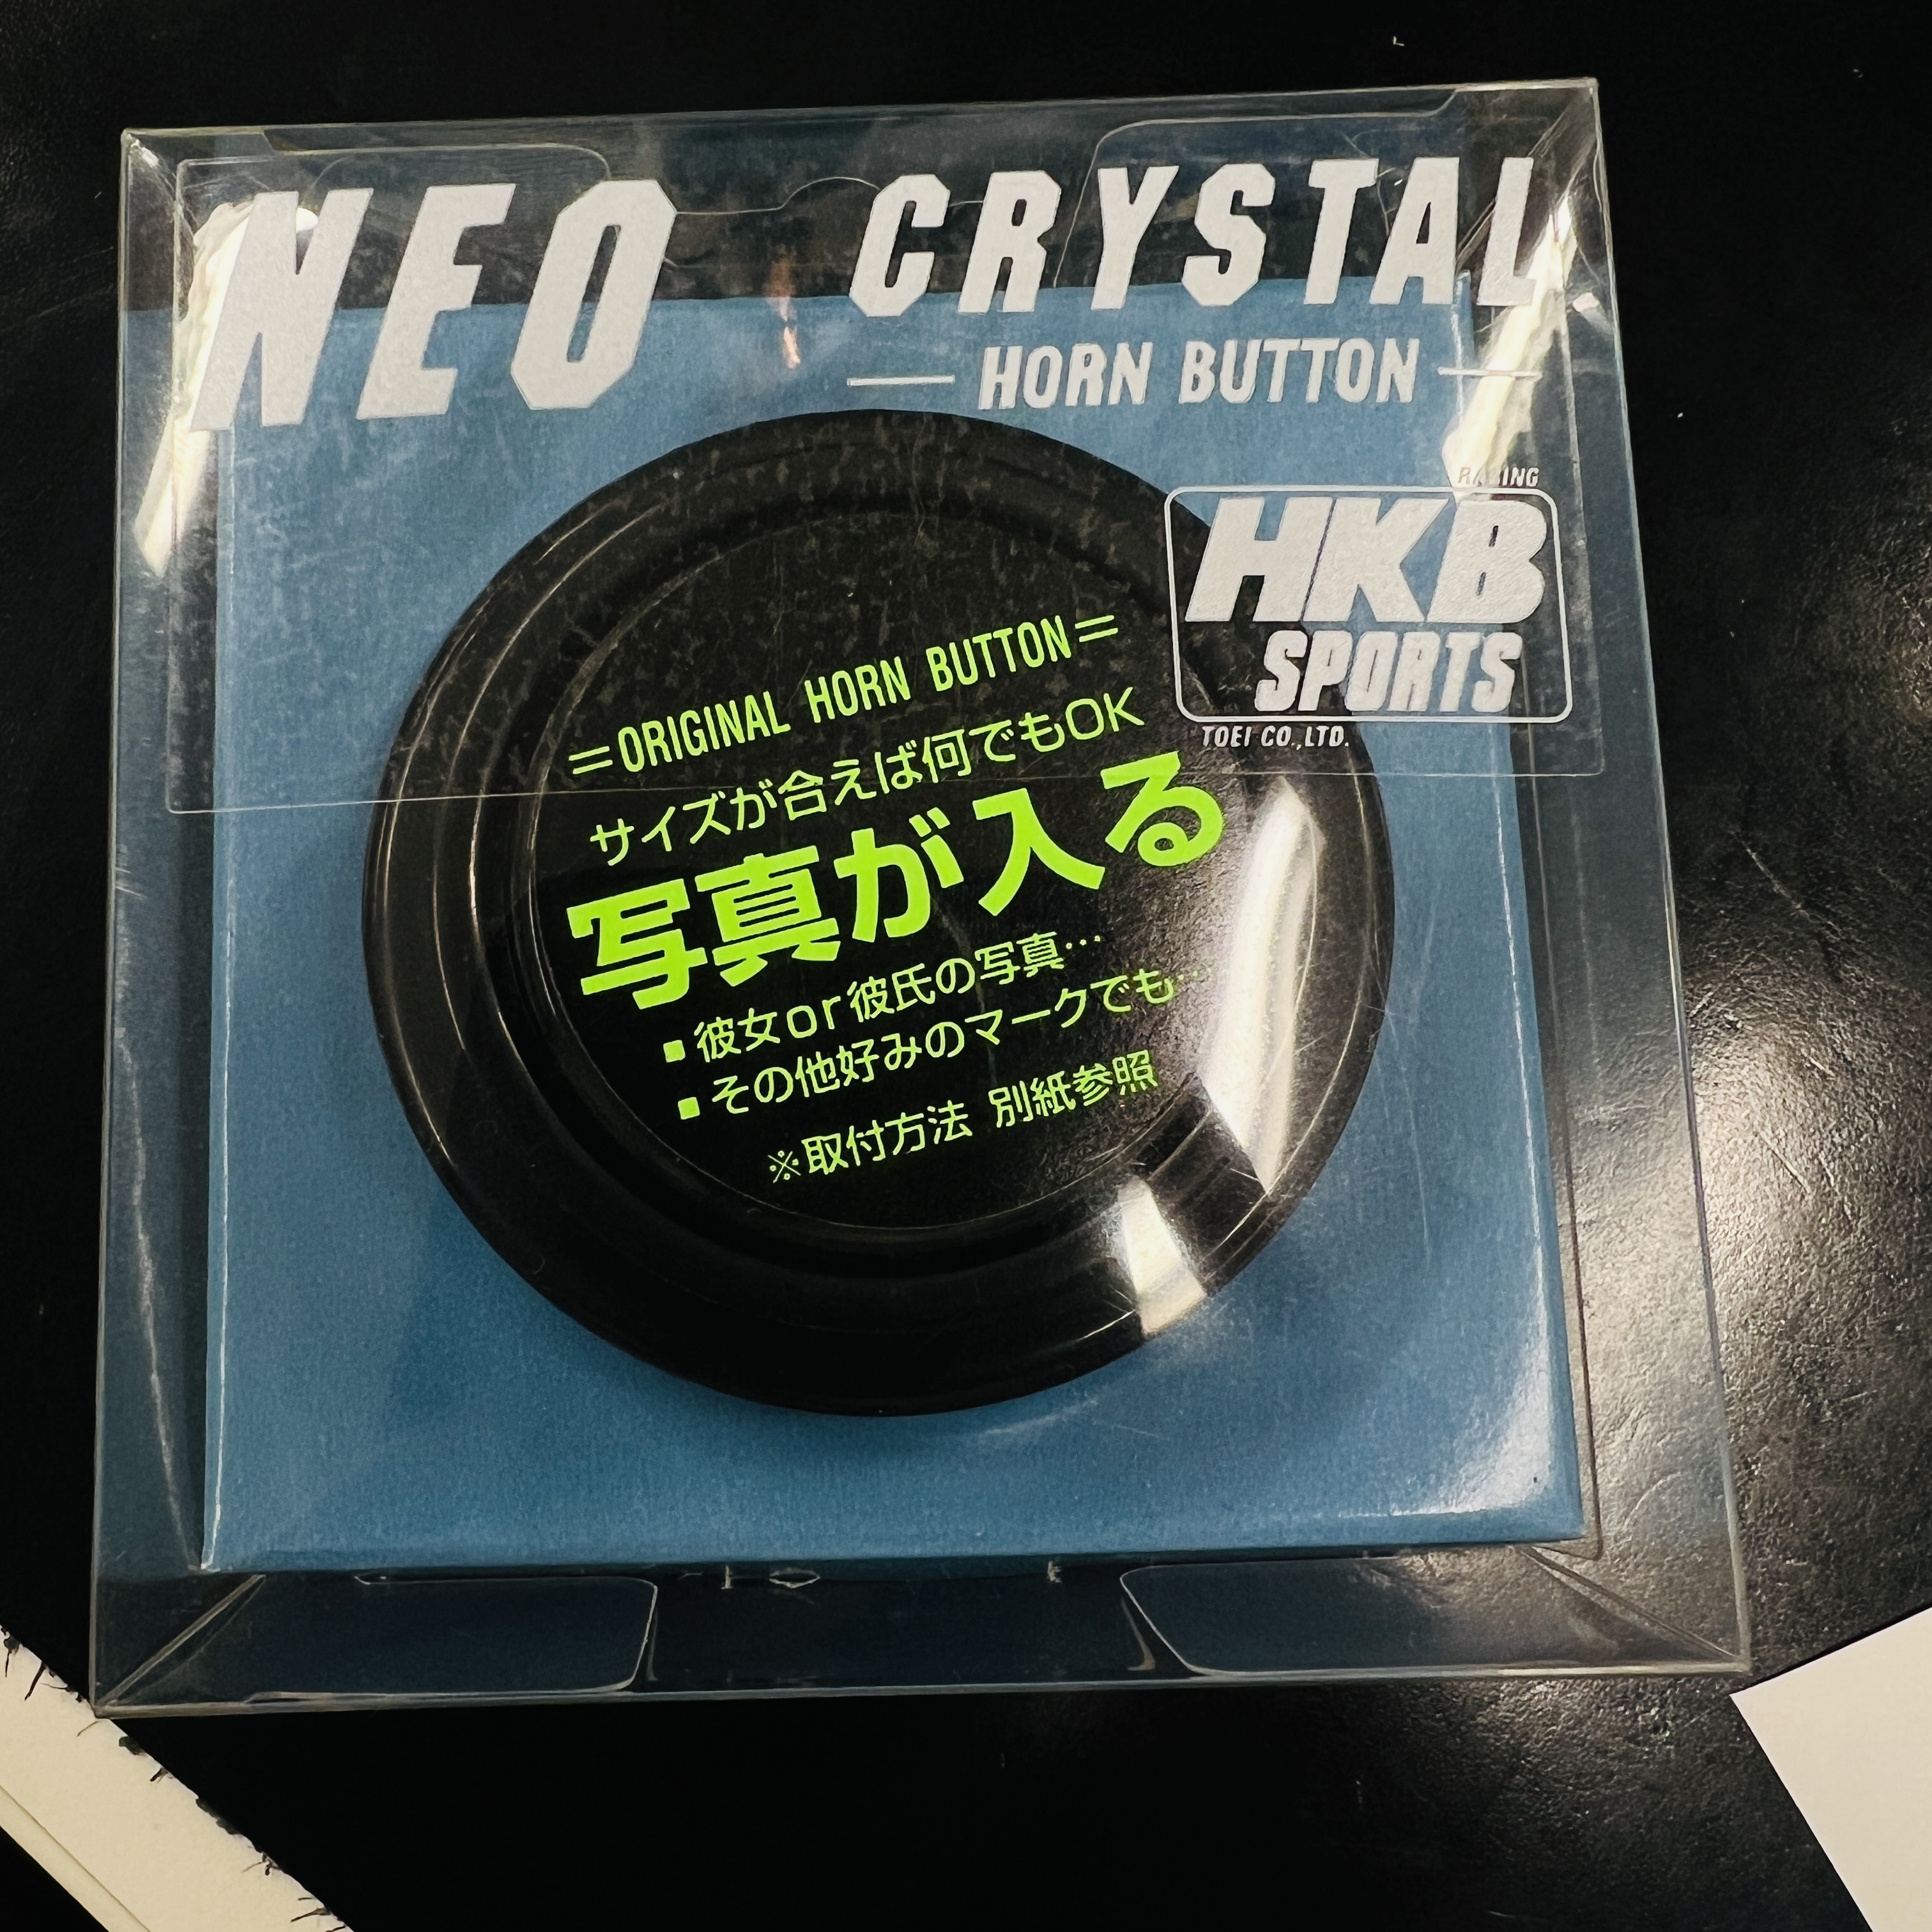 NEO CRYSTAL
HORN BUTTON
RACING
HKB
SPORTS
TOEI CO.,LTD.
=ORIGINAL HORN BUTTON=
サイズが合えば何でもOK
写真が入る
■彼女or彼氏の写真…
■その他好みのマークでも…
※取付方法 別紙参照